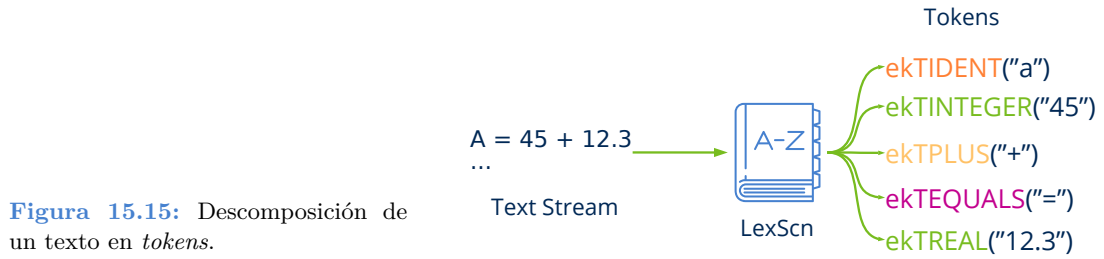 Tokens
ekTIDENT(”a”)
ekTINTEGER(”45”)
A = 45 + 12.3
...
A-Z
ekTPLUS(”+”)
Text Stream
LexScn
ekTEQUALS(”=”)
ekTREAL(”12.3”)
Figura 15.15: Descomposición de
un texto en tokens.